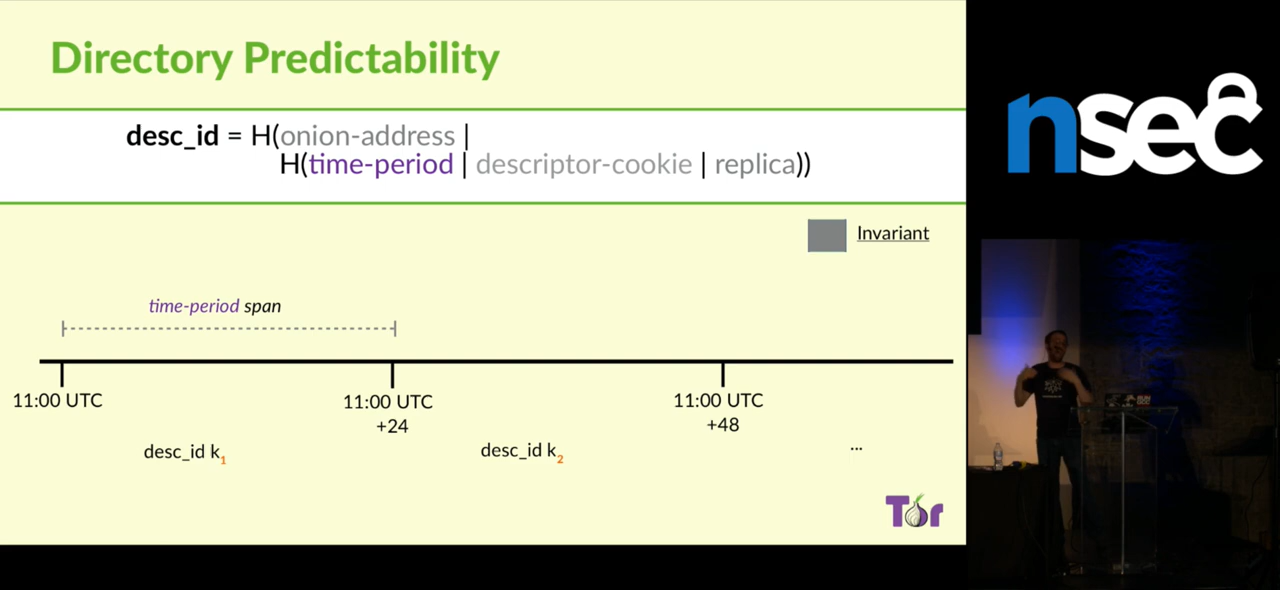 Directory Predictability
desc_id = H(onion-address |
H(time-period | descriptor-cookie | replica))
Invariant
time-period span
11:00 UTC
11:00 UTC
+24
11:00 UTC
+48
desc_id k1
desc_id k2
...
Tor
nsec